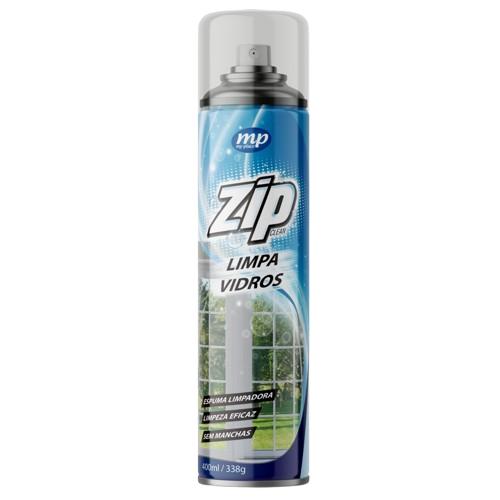 mp
my place
Zip
CLEAN
LIMPA
VIDROS
ESPUMA LIMPADORA
LIMPEZA EFICAZ
SEM MANCHAS
400ml / 338g